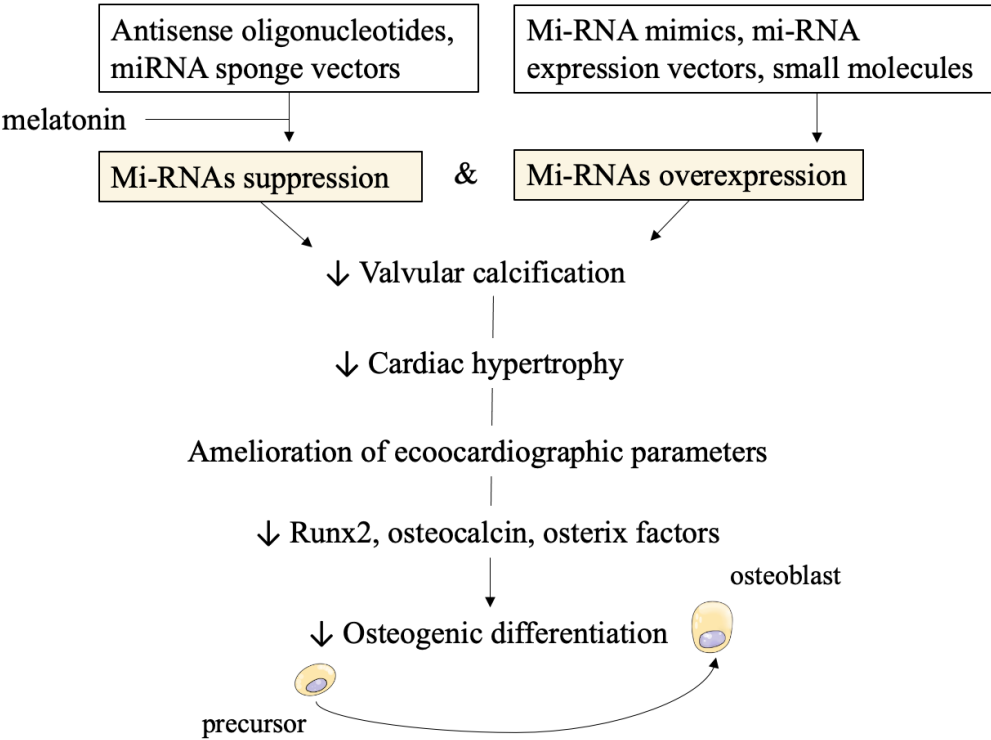 Antisense oligonucleotides,
miRNA sponge vectors
Mi-RNA mimics, mi-RNA
expression vectors, small molecules
melatonin
Mi-RNAs suppression
&
Mi-RNAs overexpression
↓ Valvular calcification
↓ Cardiac hypertrophy
Amelioration of ecoocardiographic parameters
↓ Runx2, osteocalcin, osterix factors
osteoblast
↓ Osteogenic differentiation
precursor